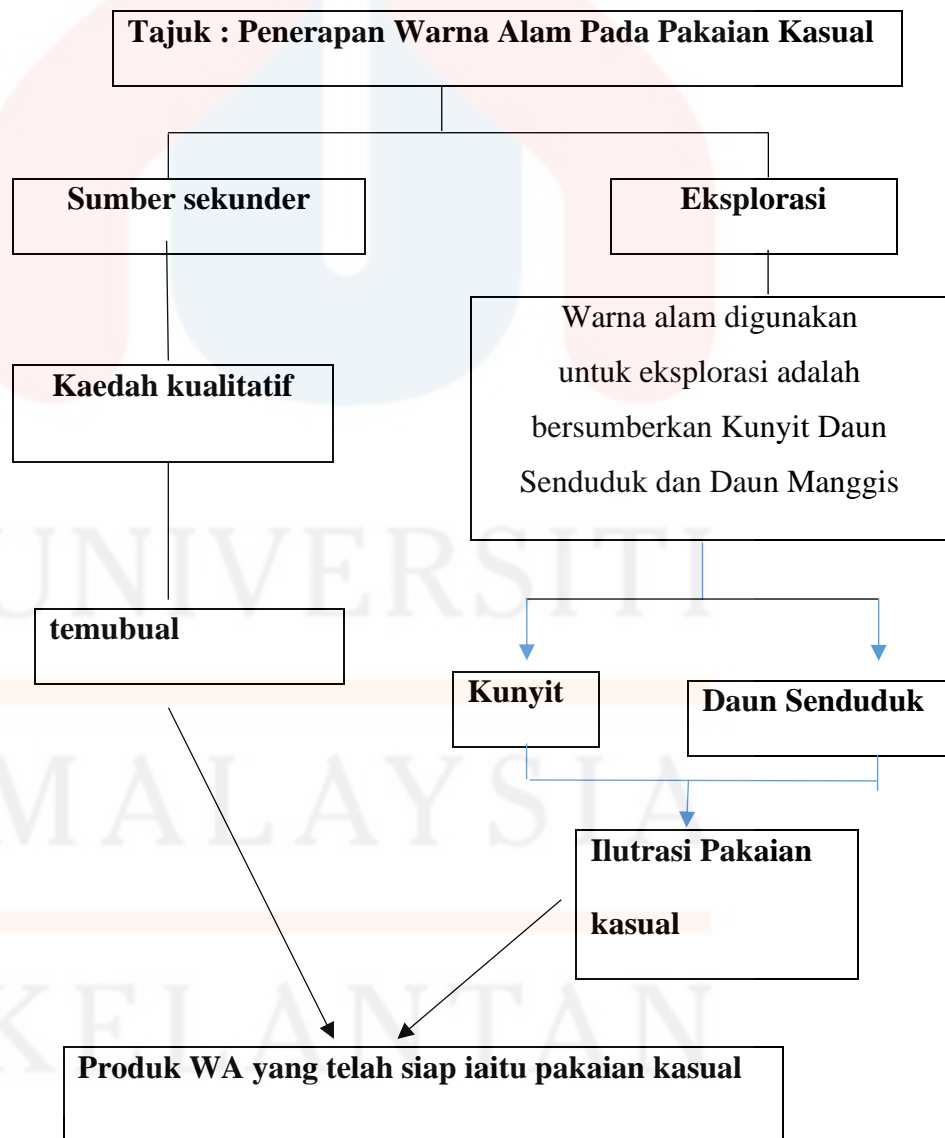 Tajuk : Penerapan Warna Alam Pada Pakaian Kasual
Sumber sekunder
Eksplorasi
Kaedah kualitatif
Warna alam digunakan
untuk eksplorasi adalah
bersumberkan Kunyit Daun
Senduduk dan Daun Manggis
temubual
Kunyit
Daun Senduduk
Ilutrasi Pakaian
kasual
Produk WA yang telah siap iaitu pakaian kasual
UNIVERSITI
MALAYSIA
KELANTAN